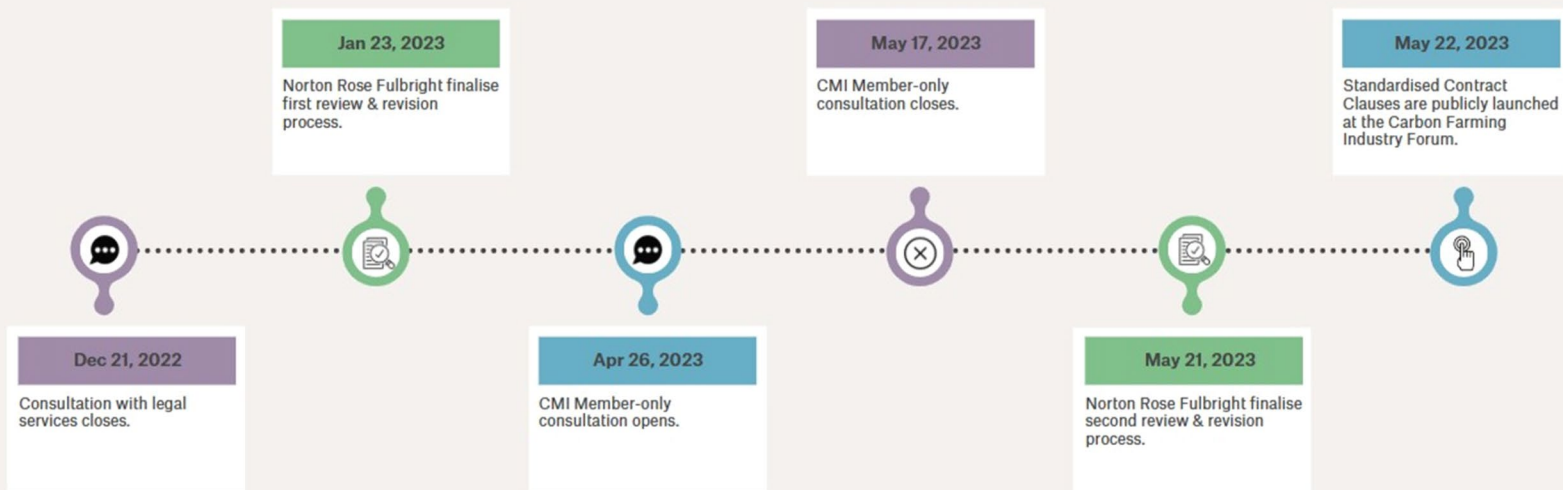 Dec 21, 2022
Consultation with legal
services closes.
Jan 23, 2023
Norton Rose Fulbright finalise
first review & revision
process.
Apr 26, 2023
CMI Member-only
consultation opens.
May 17, 2023
CMI Member-only
consultation closes.
May 21, 2023
Norton Rose Fulbright finalise
second review & revision
process.
May 22, 2023
Standardised Contract
Clauses are publicly launched
at the Carbon Farming
Industry Forum.